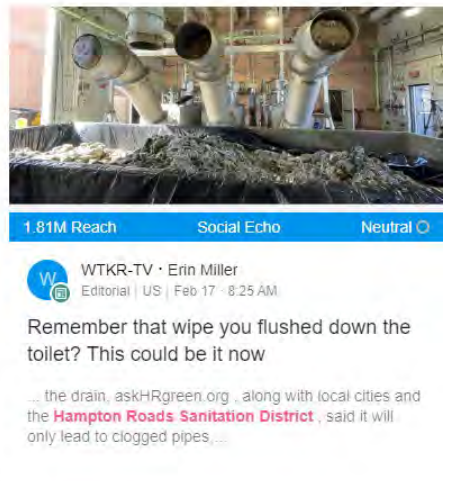 1.81M Reach Social Echo Neutral
W
WTKR-TV · Erin Miller
Editorial | US | Feb 17 · 8:25 AM
Remember that wipe you flushed down the
toilet? This could be it now
... the drain, askHRgreen.org , along with local cities and
the Hampton Roads Sanitation District , said it will
only lead to clogged pipes, ...